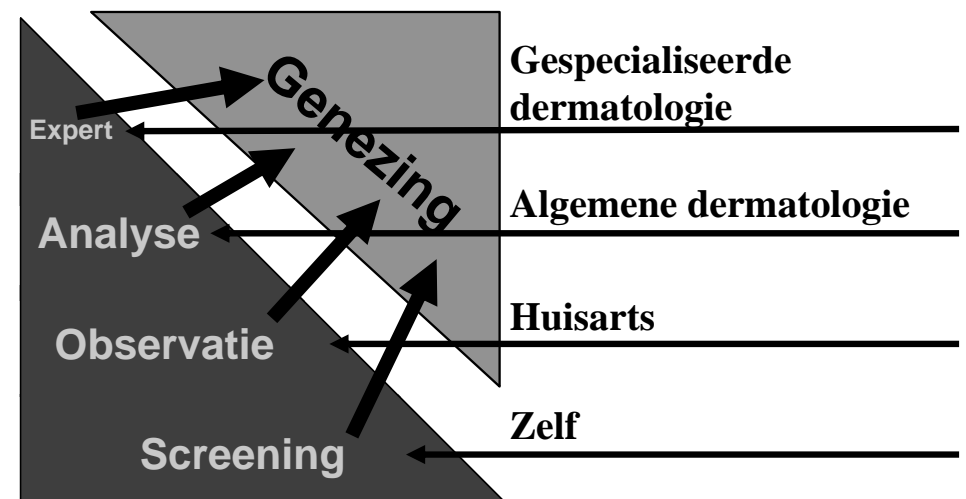 Gespecialiseerde
dermatologie
Genezing
Expert
Algemene dermatologie
Analyse
Huisarts
Observatie
Zelf
Screening